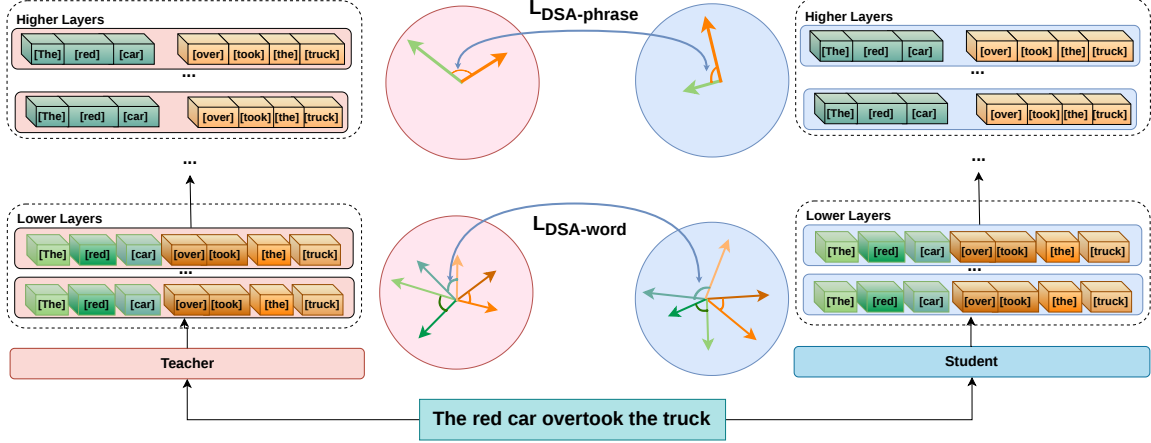 Higher Layers
[The] [red] [car] [over] [took] [the] [truck]
...
[The] [red] [car] [over] [took] [the] [truck]
...
Lower Layers
[The] [red] [car] [over] [took] [the] [truck]
...
[The] [red] [car] [over] [took] [the] [truck]
Teacher
L DSA-phrase
L DSA-word
Higher Layers
[The] [red] [car] [over] [took] [the] [truck]
...
[The] [red] [car] [over] [took] [the] [truck]
...
Lower Layers
[The] [red] [car] [over] [took] [the] [truck]
...
[The] [red] [car] [over] [took] [the] [truck]
Student
The red car overtook the truck